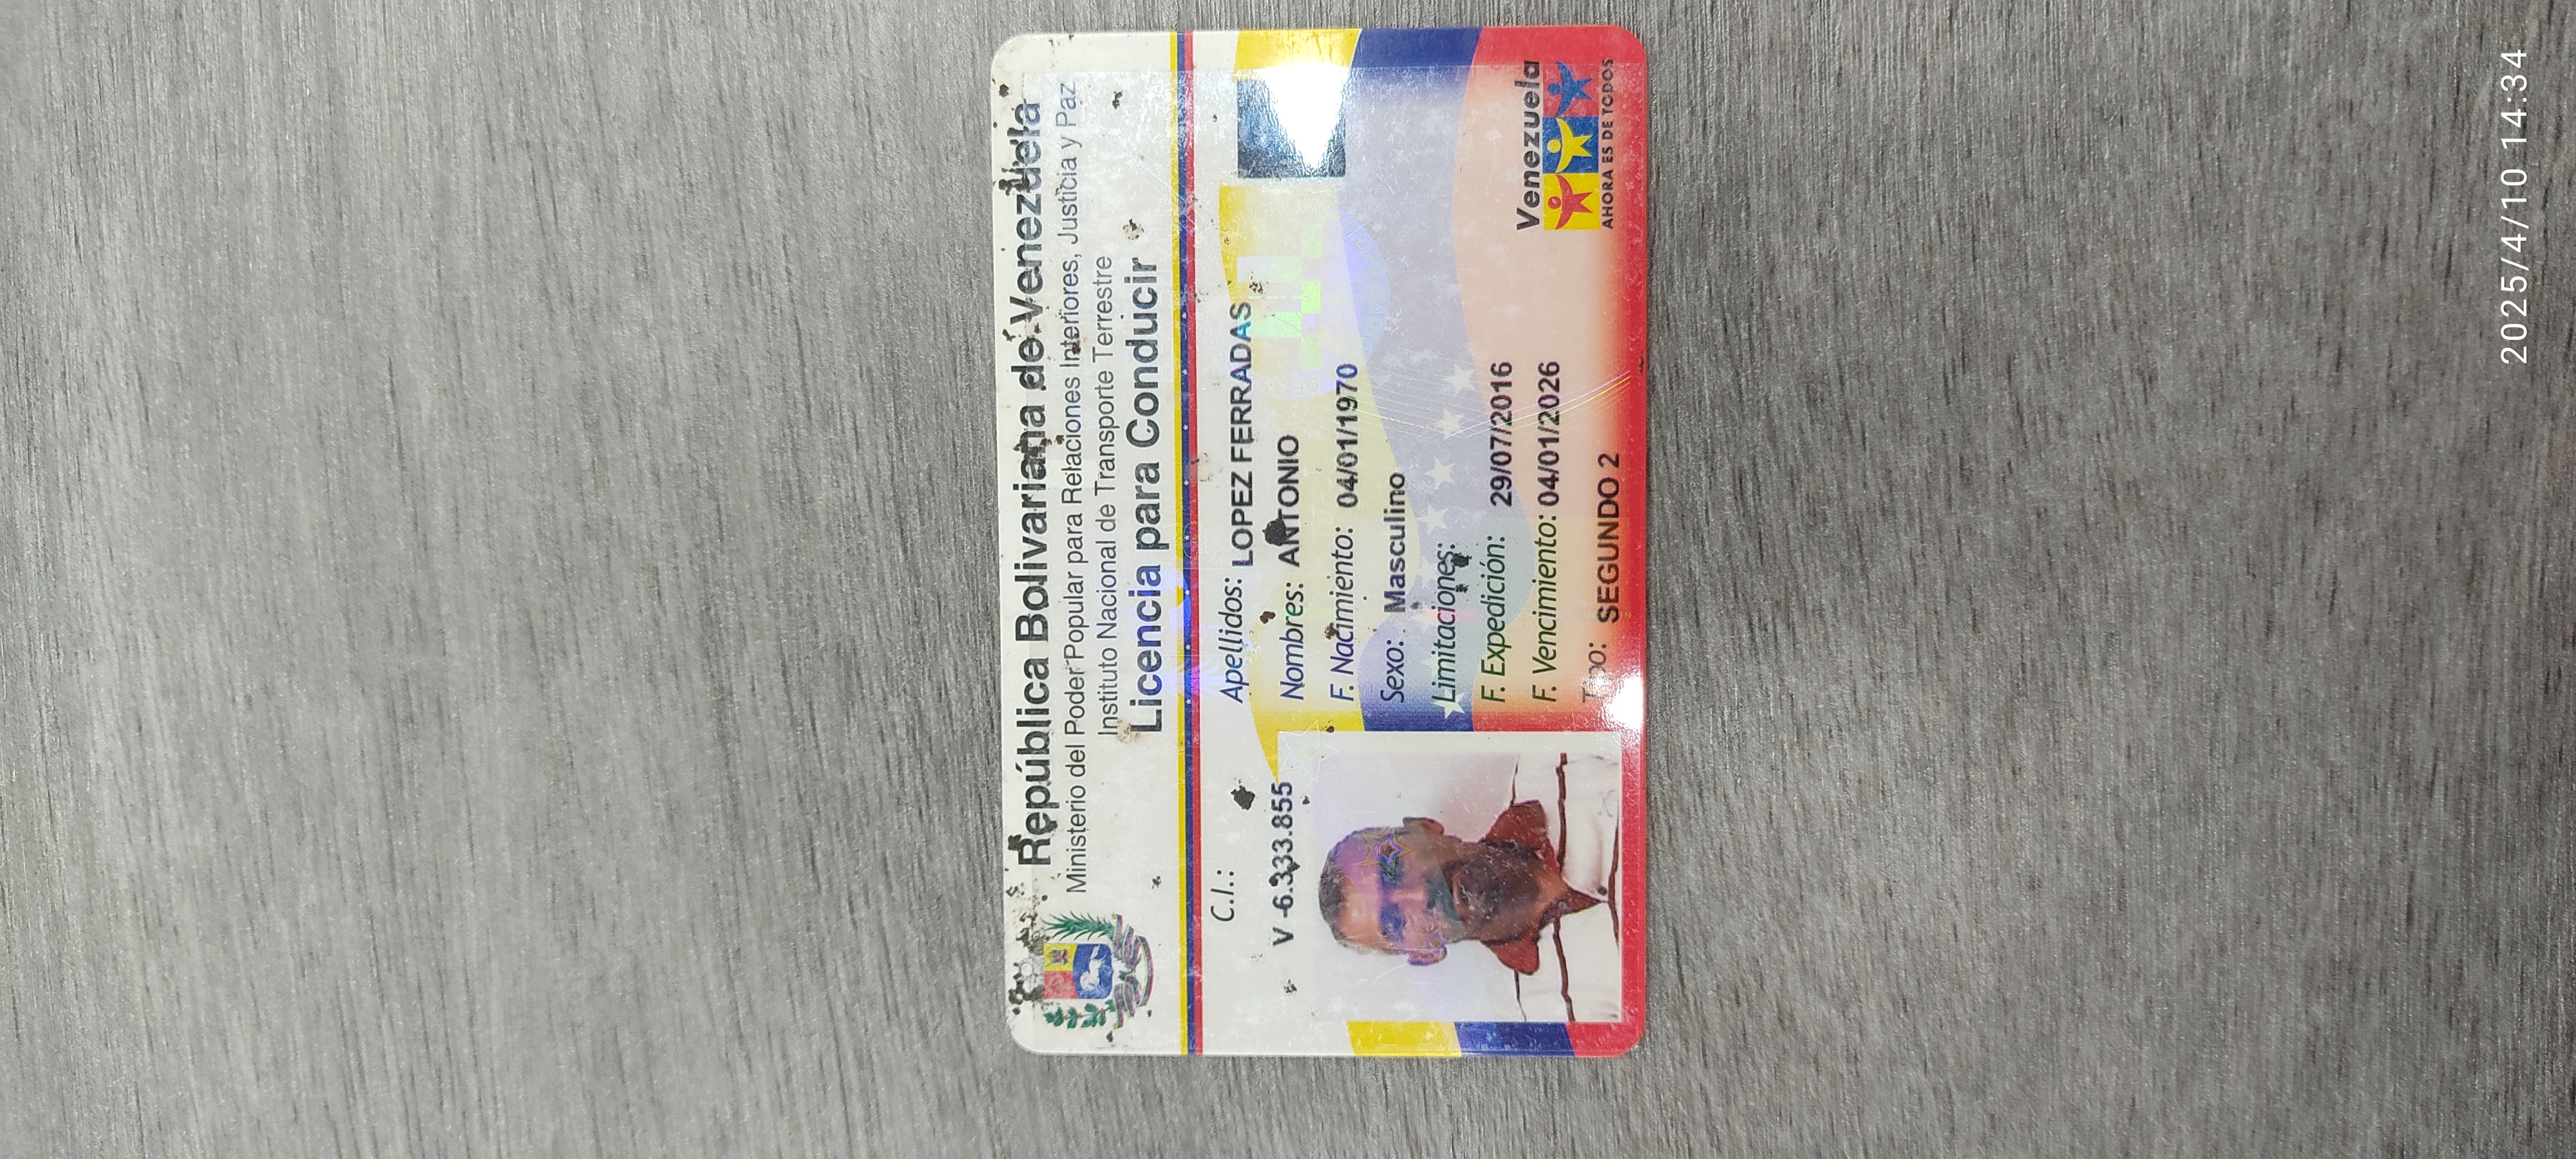 República Bolivariana de Venezuela
Ministerio del Poder Popular para Relaciones Interiores, Justicia y Paz
Instituto Nacional de Transporte Terrestre
Licencia para Conducir
C.I.:
V -6.333.855
Apellidos: LOPEZ FERRADAS
Nombres: ANTONIO
F. Nacimiento: 04/01/1970
Sexo: Masculino
Limitaciones:
F. Expedición: 29/07/2016
F. Vencimiento: 04/01/2026
Tipo: SEGUNDO 2
Venezuela
AHORA ES DE TODOS
2025/4/10 14:34